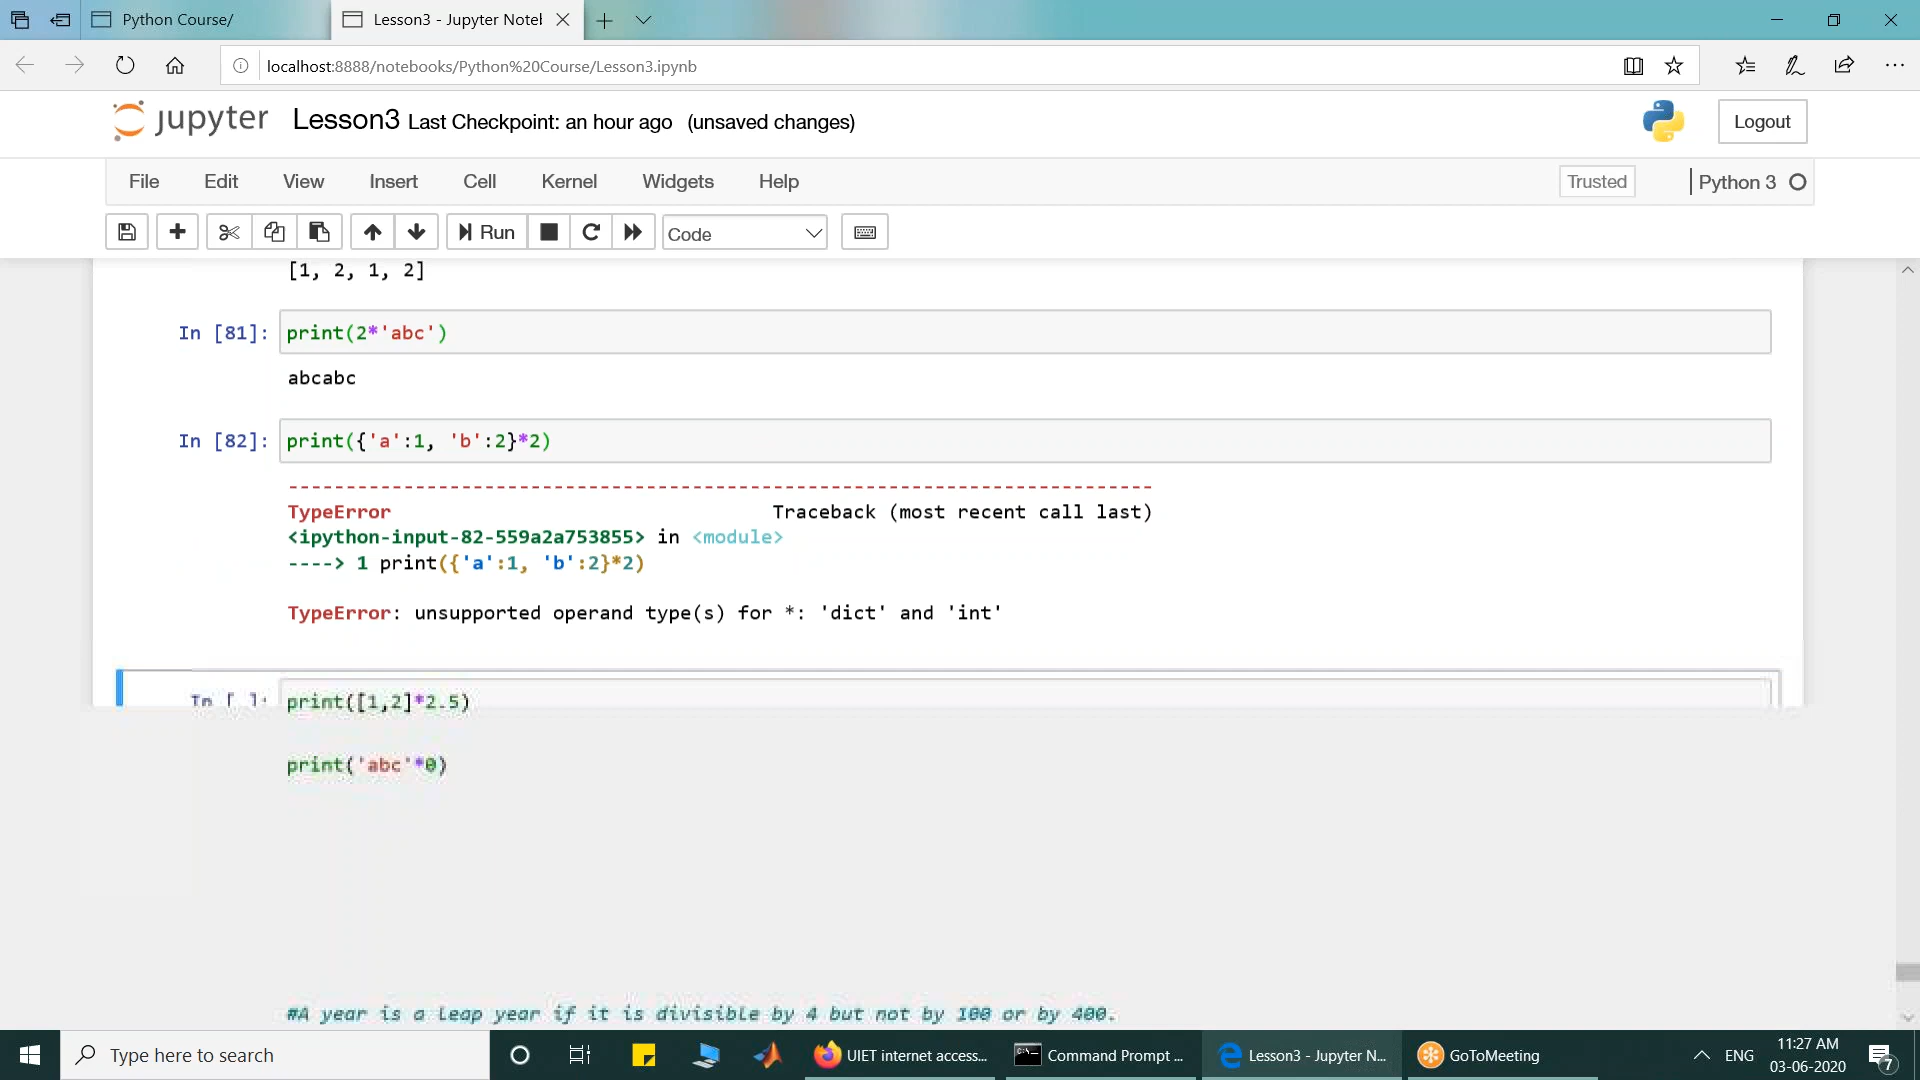 Python Course/
Lesson3 - Jupyter Notel
localhost:8888/notebooks/Python%20Course/Lesson3.ipynb
jupyter Lesson3 Last Checkpoint: an hour ago (unsaved changes)
Logout
File Edit View Insert Cell Kernel Widgets Help
Trusted Python 3
Run
Code
[1, 2, 1, 2]
In [81]: print(2*'abc')
abcabc
In [82]: print({'a':1, 'b':2}*2)
---------------------------------------------------------------------------
TypeError Traceback (most recent call last)
<ipython-input-82-559a2a753855> in <module>
----> 1 print({'a':1, 'b':2}*2)
TypeError: unsupported operand type(s) for *: 'dict' and 'int'
In [ ]: print([1,2]*2.5)
print('abc'*0)
#A year is a leap year if it is divisible by 4 but not by 100 or by 400.
Type here to search
UIET internet access...
Command Prompt ...
Lesson3 - Jupyter N...
GoToMeeting
ENG
11:27 AM
03-06-2020
7